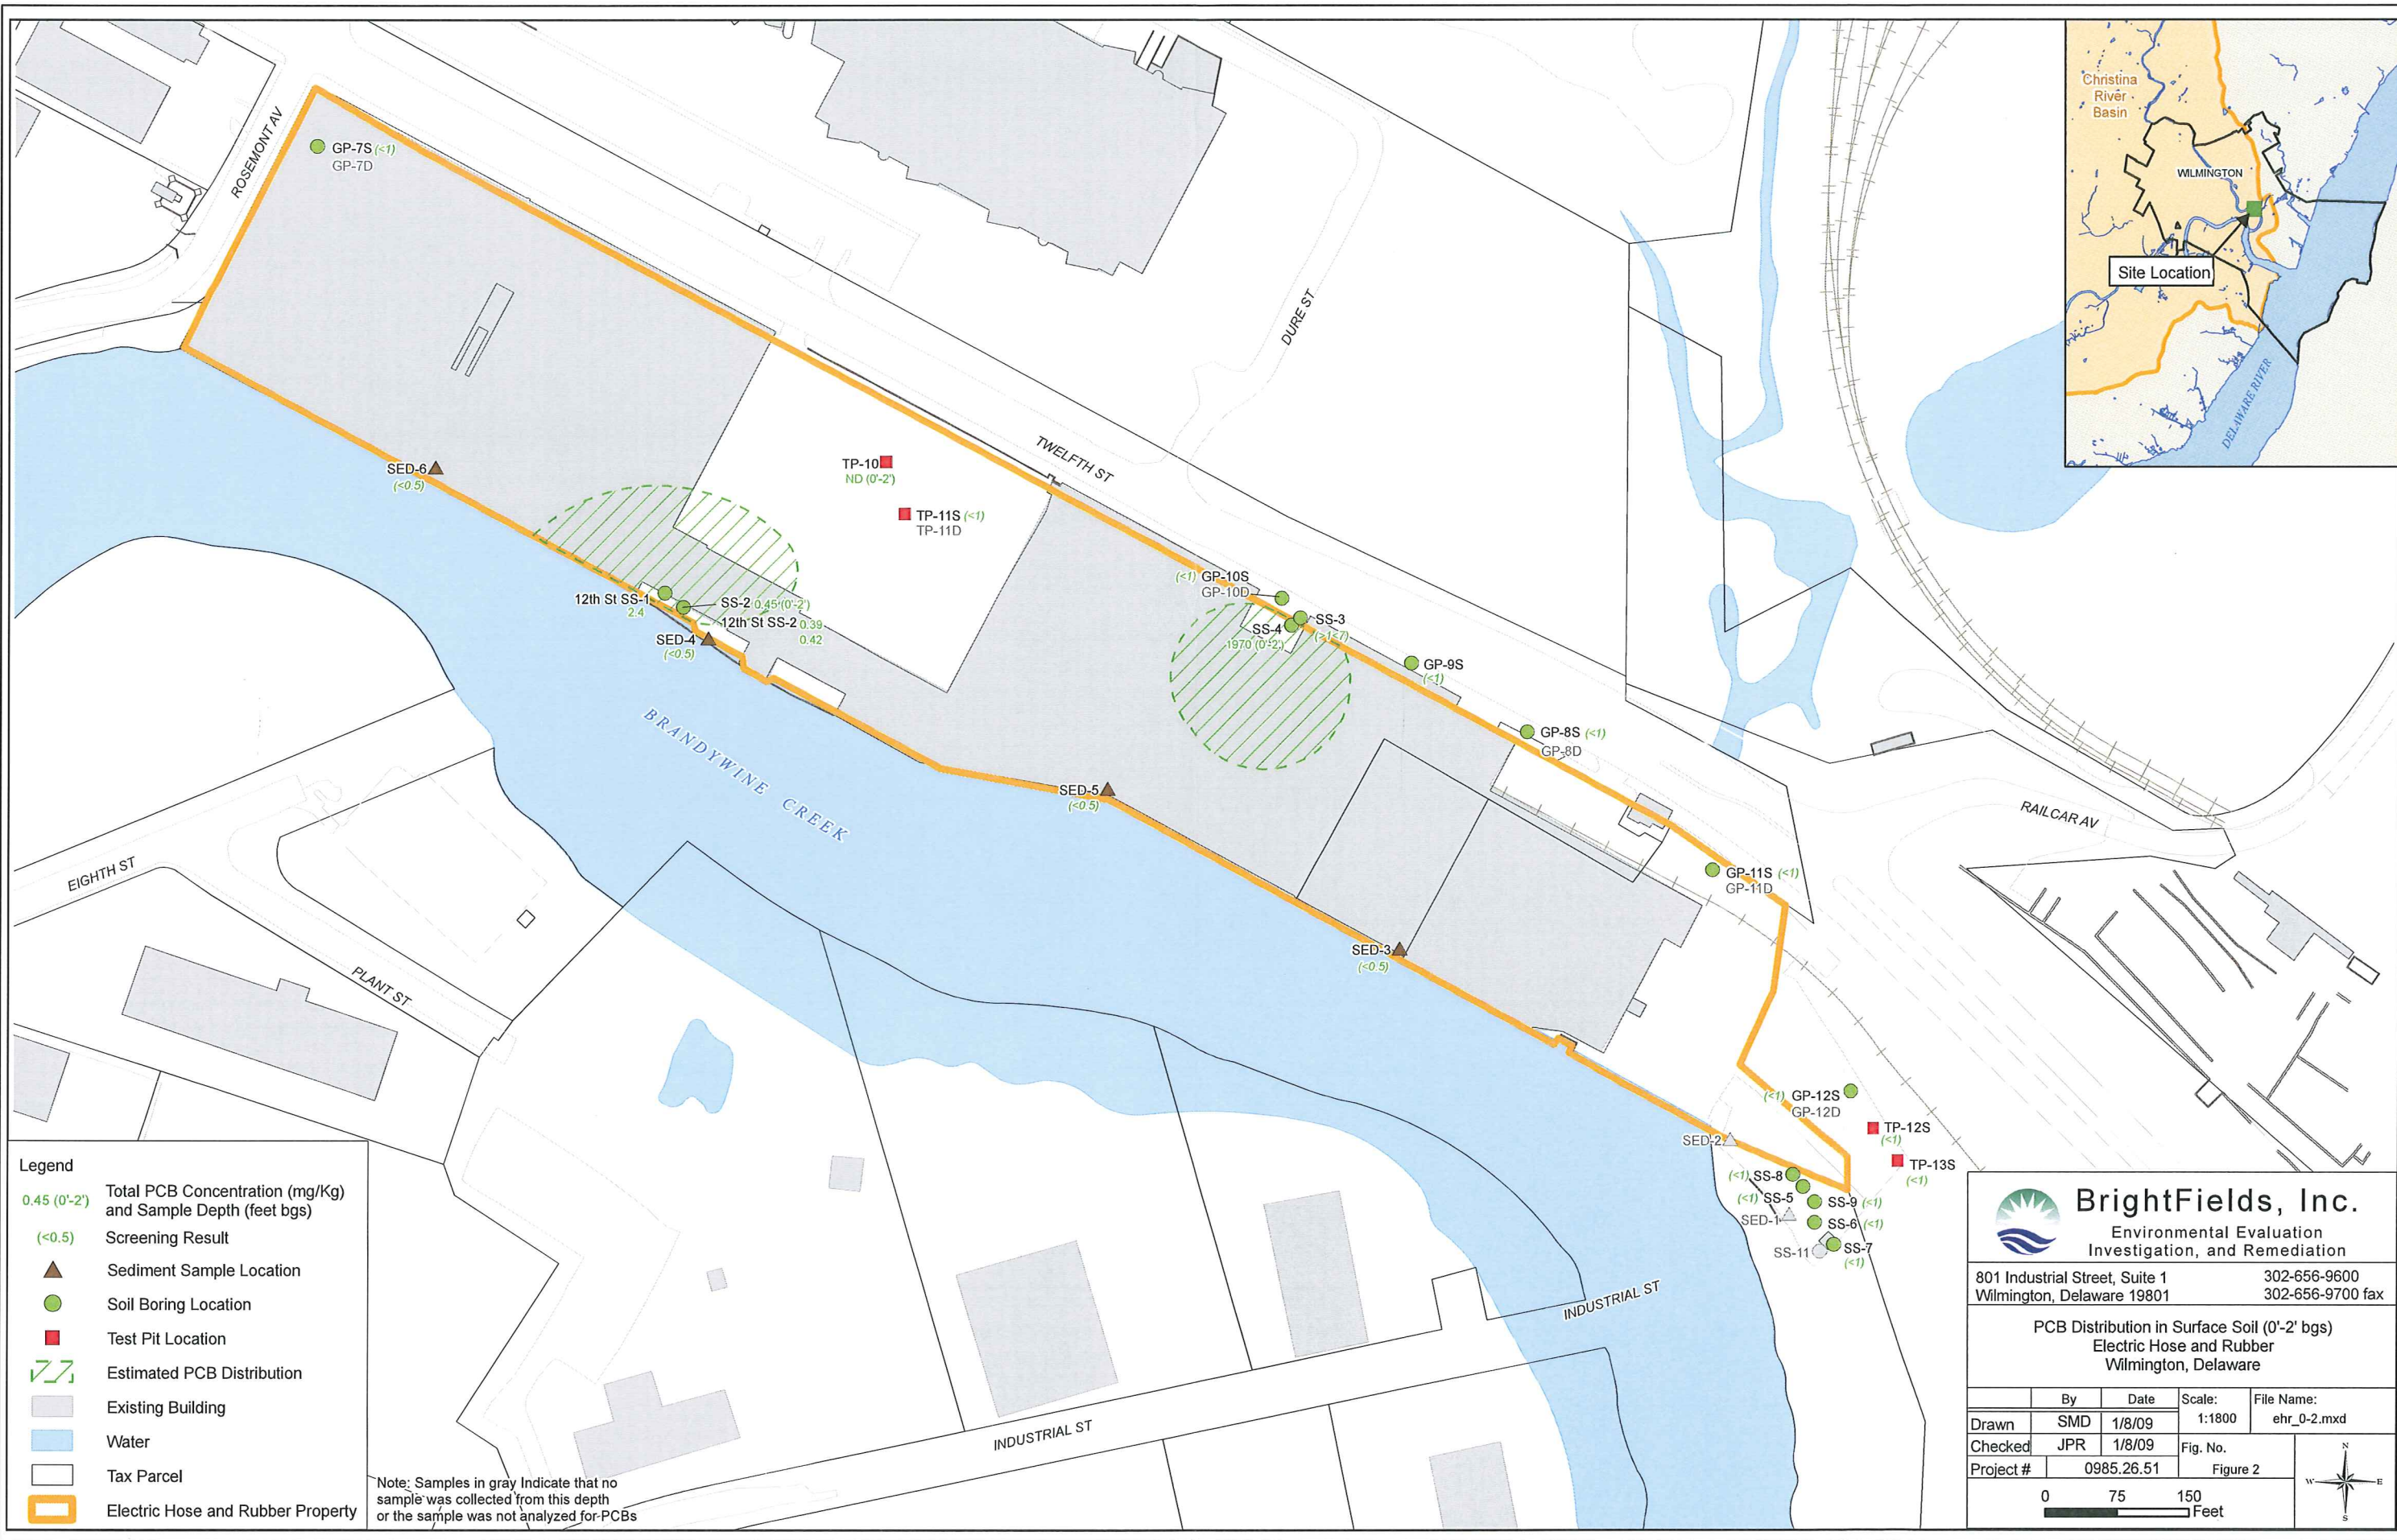 Christina
River
Basin
WILMINGTON
Site Location
DELAWARE RIVER
ROSEMONT AV
GP-7S (<1)
GP-7D
DURE ST
TWELFTH ST
SED-6
(<0.5)
TP-10
ND (0'-2')
TP-11S (<1)
TP-11D
12th St SS-1
2.4
SS-2 0.45 (0'-2')
12th St SS-2 0.39
0.42
SED-4
(<0.5)
(<1) GP-10S
GP-10D
SS-3
(>1<7)
SS-4
1970 (0'-2')
GP-9S
(<1)
GP-8S (<1)
GP-8D
BRANDYWINE CREEK
SED-5
(<0.5)
RAILCAR AV
EIGHTH ST
GP-11S (<1)
GP-11D
SED-3
(<0.5)
PLANT ST
(<1) GP-12S
GP-12D
TP-12S
(<1)
SED-2
TP-13S
(<1)
(<1) SS-8
(<1) SS-5
SS-9 (<1)
SED-1
SS-6 (<1)
SS-11
SS-7
(<1)
INDUSTRIAL ST
INDUSTRIAL ST
Legend
0.45 (0'-2') Total PCB Concentration (mg/Kg)
and Sample Depth (feet bgs)
(<0.5) Screening Result
Sediment Sample Location
Soil Boring Location
Test Pit Location
Estimated PCB Distribution
Existing Building
Water
Tax Parcel
Electric Hose and Rubber Property
Note: Samples in gray Indicate that no
sample was collected from this depth
or the sample was not analyzed for PCBs
BrightFields, Inc.
Environmental Evaluation
Investigation, and Remediation
801 Industrial Street, Suite 1 302-656-9600
Wilmington, Delaware 19801 302-656-9700 fax
PCB Distribution in Surface Soil (0'-2' bgs)
Electric Hose and Rubber
Wilmington, Delaware
By Date Scale: File Name:
Drawn SMD 1/8/09 1:1800 ehr_0-2.mxd
Checked JPR 1/8/09 Fig. No.
Project # 0985.26.51 Figure 2
N
W E
S
0 75 150
Feet